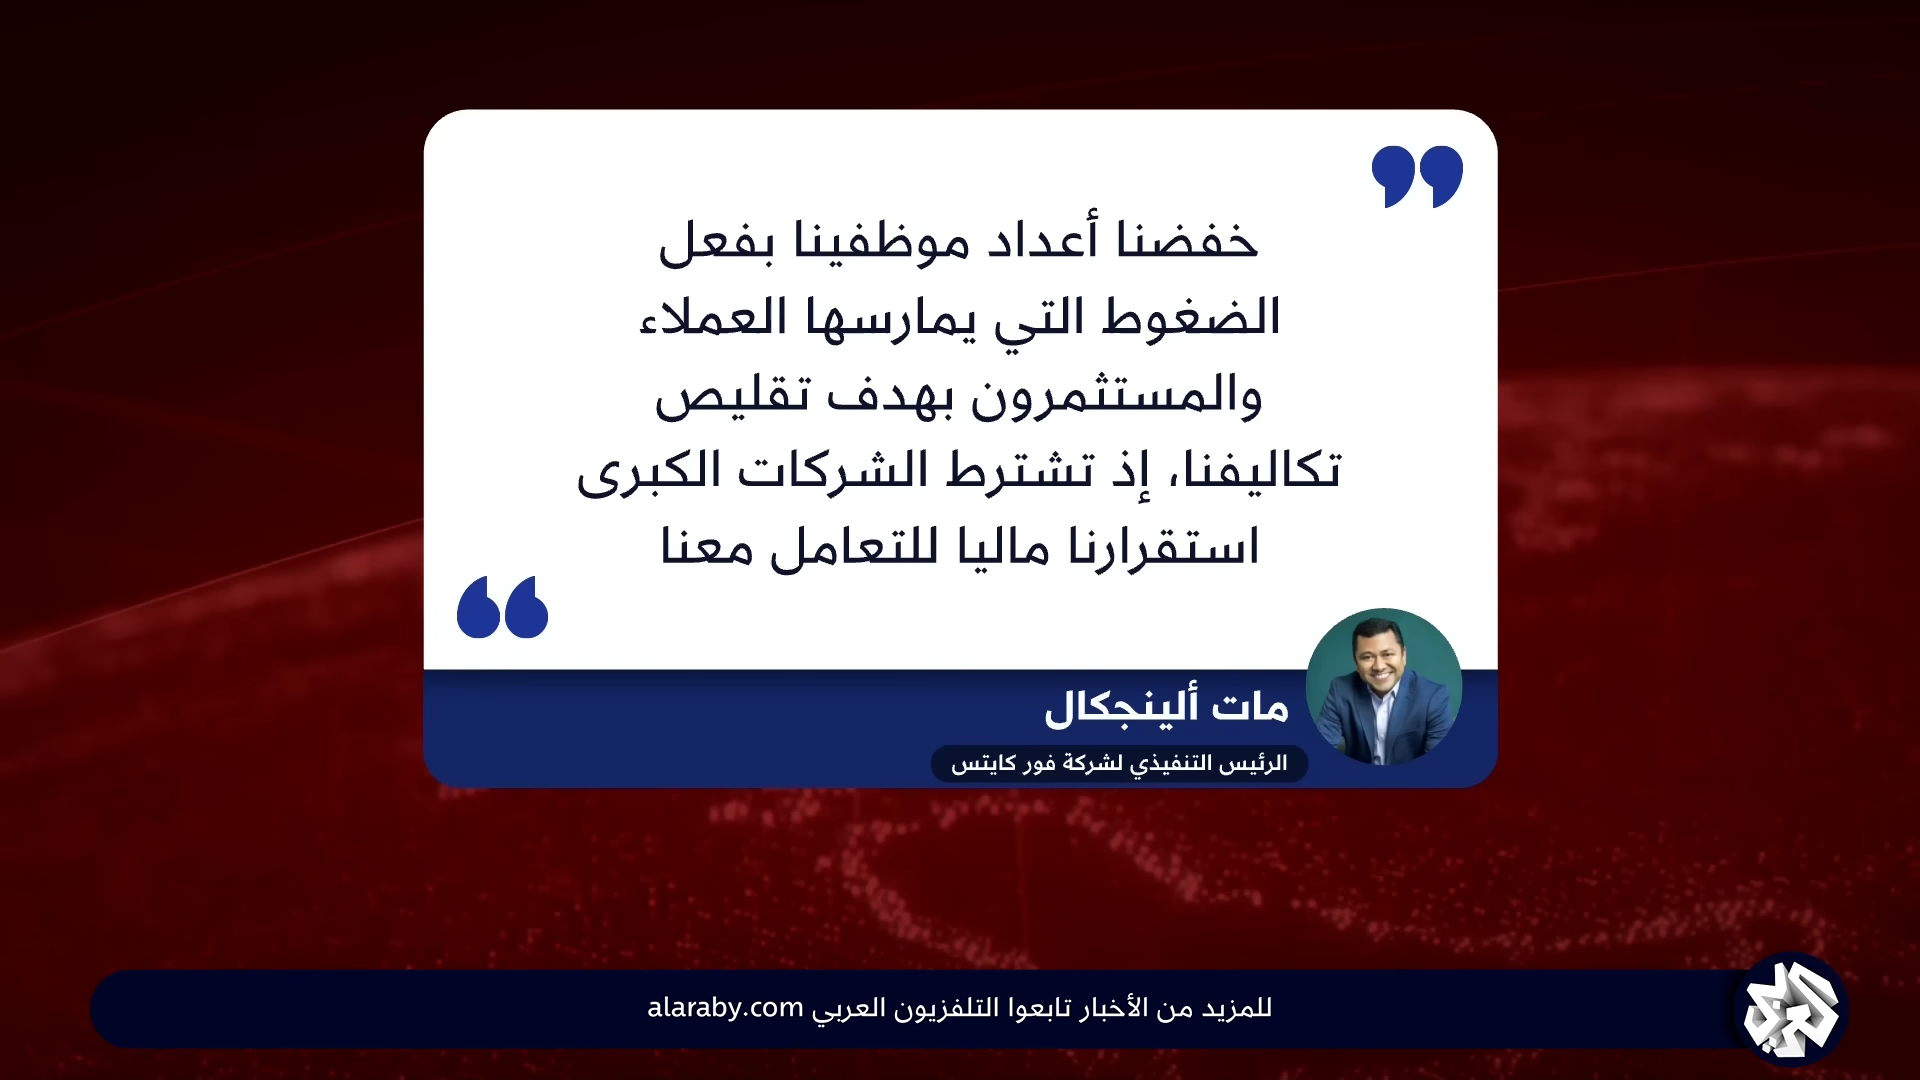 خفضنا أعداد موظفينا بفعل
الضغوط التي يمارسها العملاء
والمستثمرون بهدف تقليص
تكاليفنا، إذ تشترط الشركات الكبرى
استقرارنا ماليا للتعامل معنا
مات ألينجكال
الرئيس التنفيذي لشركة فور كايتس
للمزيد من الأخبار تابعوا التلفزيون العربي alaraby.com
العربي